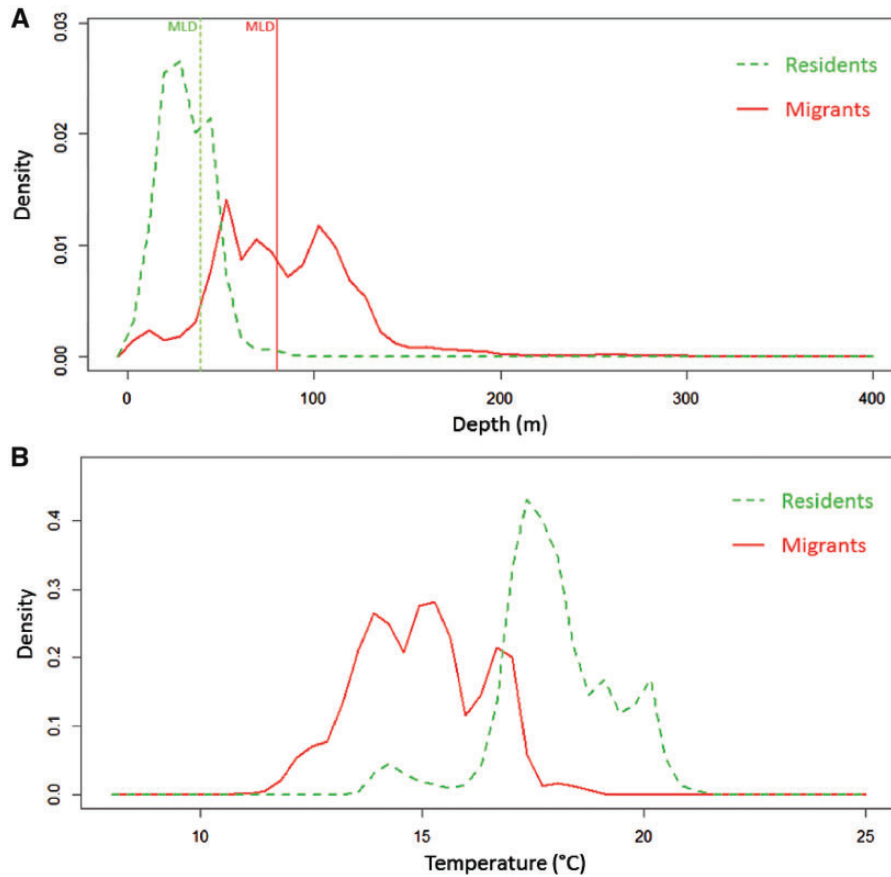 A
MLD MLD
Residents
Migrants
Density
0.00 0.01 0.02 0.03
0 100 200 300 400
Depth (m)
B
Residents
Migrants
Density
0.0 0.1 0.2 0.3 0.4
10 15 20 25
Temperature (°C)